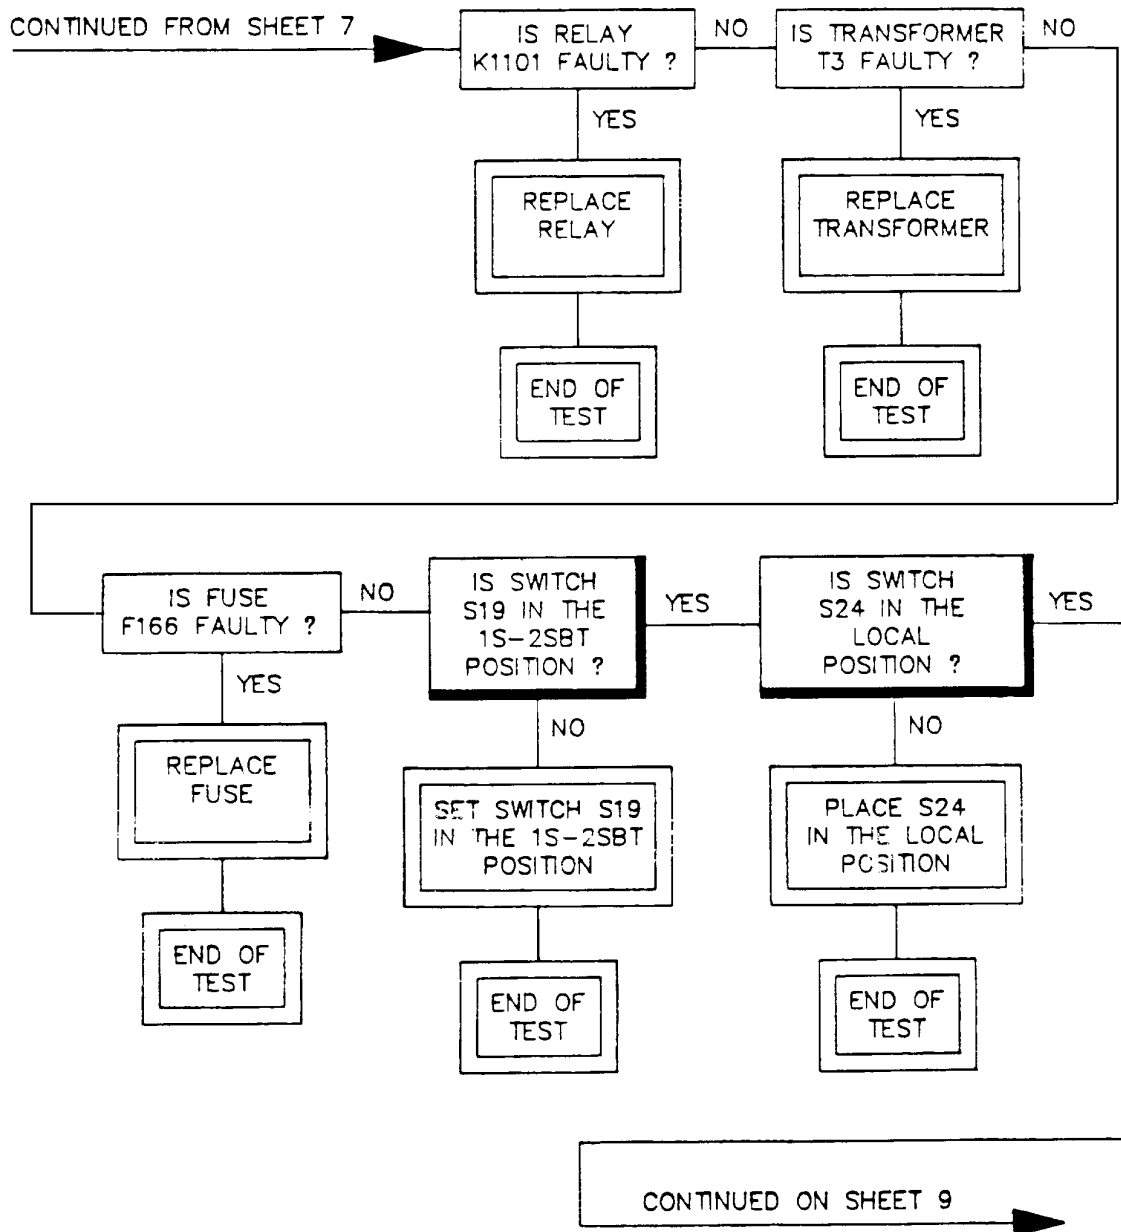 CONTINUED FROM SHEET 7
IS RELAY
K1101 FAULTY ?
NO
IS TRANSFORMER
T3 FAULTY ?
NO
YES
YES
REPLACE
RELAY
REPLACE
TRANSFORMER
END OF
TEST
END OF
TEST
IS FUSE
F166 FAULTY ?
NO
IS SWITCH
S19 IN THE
1S-2SBT
POSITION ?
YES
IS SWITCH
S24 IN THE
LOCAL
POSITION ?
YES
YES
NO
NO
REPLACE
FUSE
SET SWITCH S19
IN THE 1S-2SBT
POSITION
PLACE S24
IN THE LOCAL
POSITION
END OF
TEST
END OF
TEST
END OF
TEST
CONTINUED ON SHEET 9